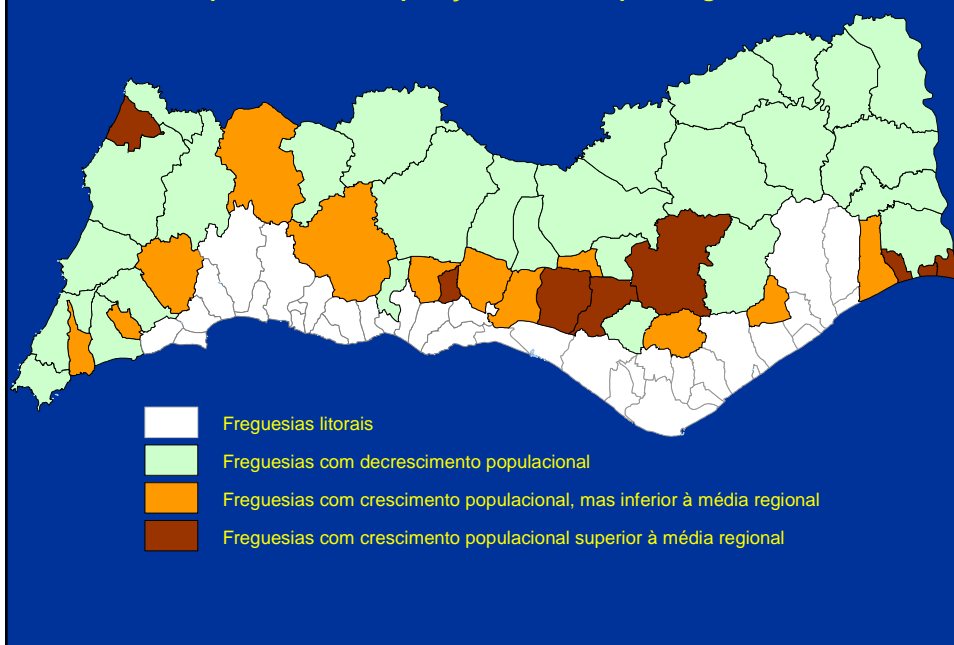 Freguesias litorais
Freguesias com decrescimento populacional
Freguesias com crescimento populacional, mas inferior à média regional
Freguesias com crescimento populacional superior à média regional